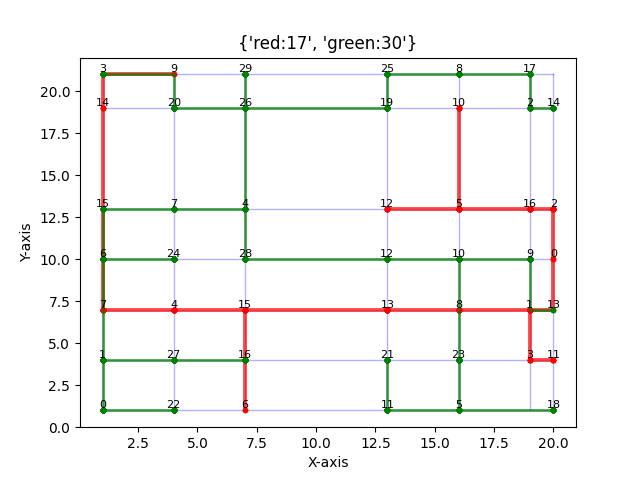 {'red:17', 'green:30'}
3 9 29 25 8 17
20.0
14 20 26 19 10 2 14
17.5
15.0
15 7 4 12 5 16 2
12.5
6 24 28 12 10 9 0
10.0
7 4 15 13 8 1 13
7.5
5.0
1 27 16 21 23 3 11
2.5
0 22 6 11 5 18
0.0
Y-axis
2.5 5.0 7.5 10.0 12.5 15.0 17.5 20.0
X-axis